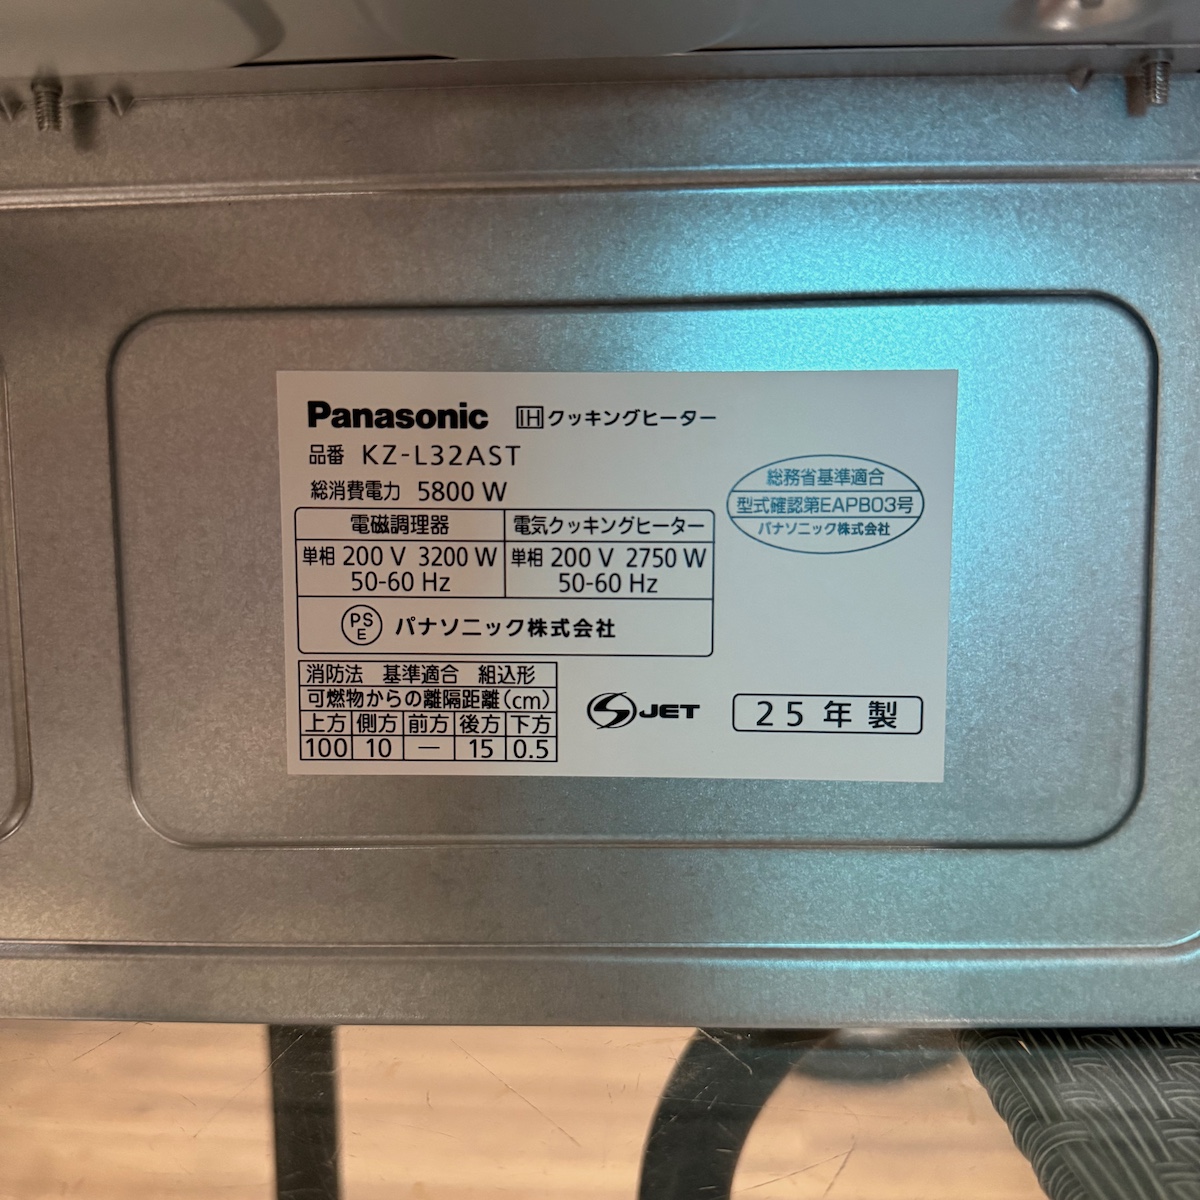 Panasonic IHクッキングヒーター
品番 KZ-L32AST
総消費電力 5800 W
電磁調理器 電気クッキングヒーター
単相 200 V 3200 W 単相 200 V 2750 W
50-60 Hz 50-60 Hz
PSE パナソニック株式会社
総務省基準適合
型式確認第EAPB03号
パナソニック株式会社
消防法 基準適合 組込形
可燃物からの離隔距離(cm)
上方 側方 前方 後方 下方
100 10 — 15 0.5
S JET
25年製